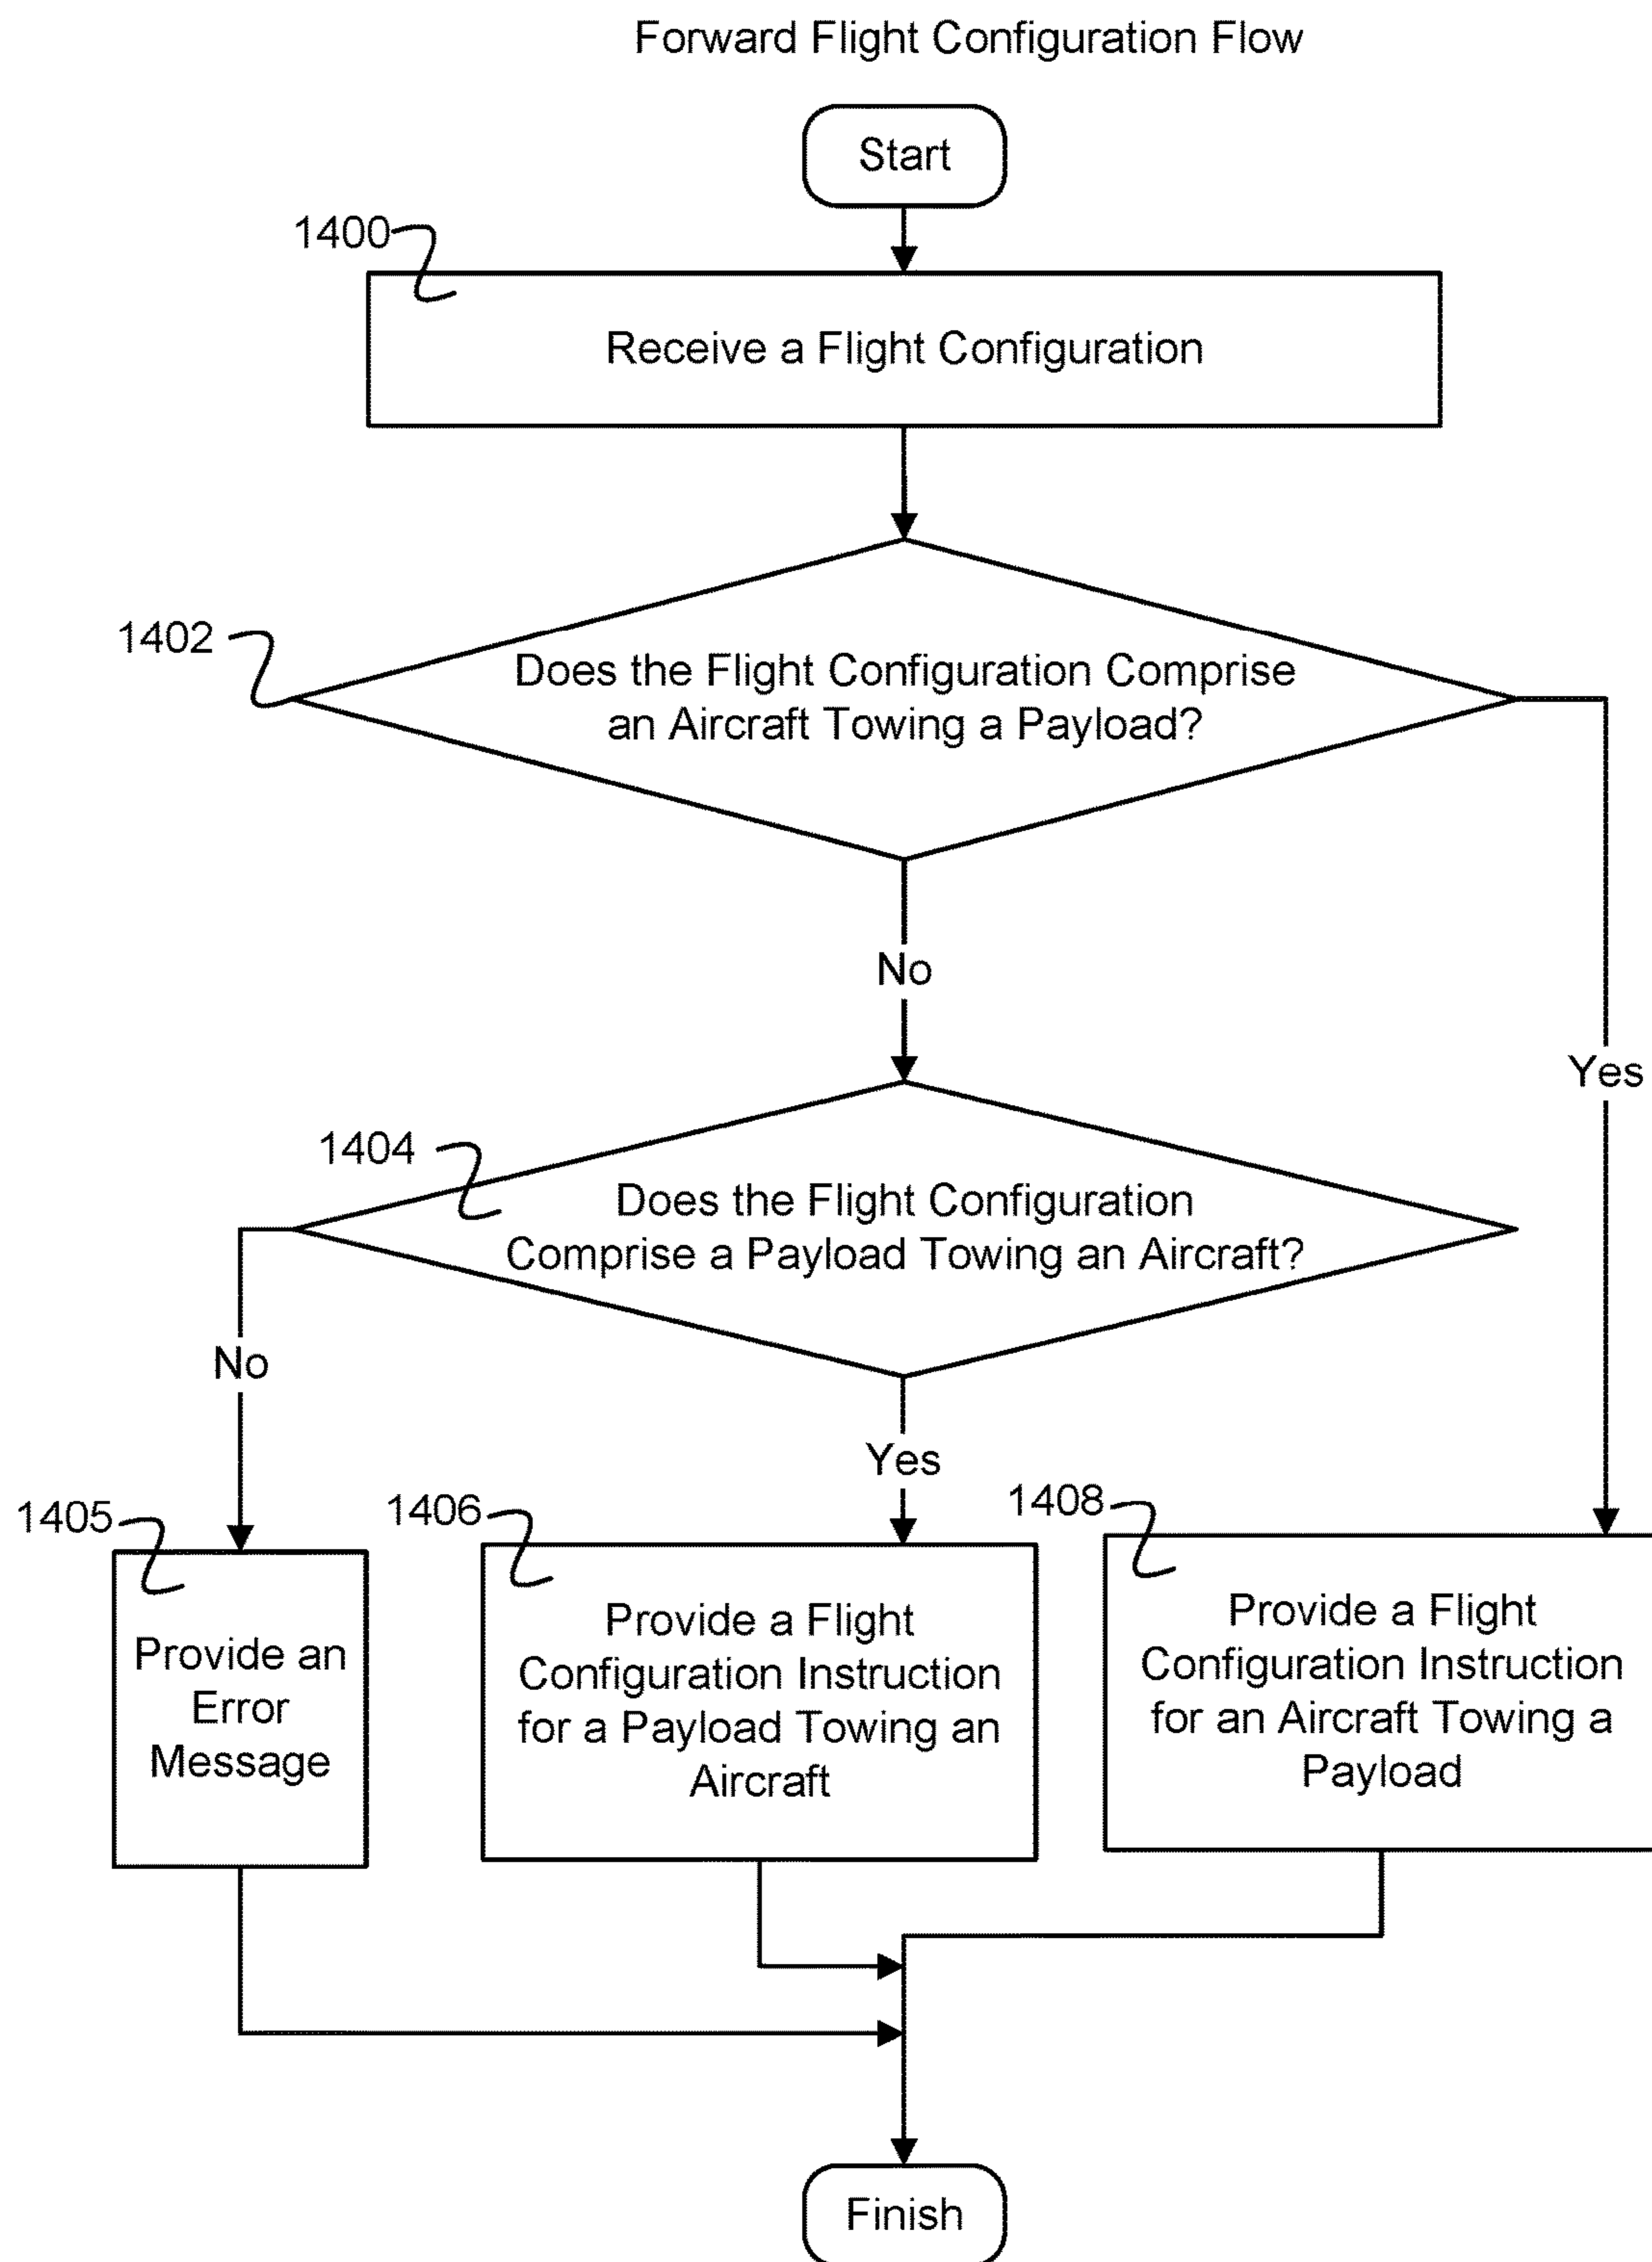 Forward Flight Configuration Flow
Start
1400
Receive a Flight Configuration
1402
Does the Flight Configuration Comprise
an Aircraft Towing a Payload?
No
Yes
1404
Does the Flight Configuration
Comprise a Payload Towing an Aircraft?
No
Yes
1405
Provide an
Error
Message
1406
Provide a Flight
Configuration Instruction
for a Payload Towing an
Aircraft
1408
Provide a Flight
Configuration Instruction
for an Aircraft Towing a
Payload
Finish